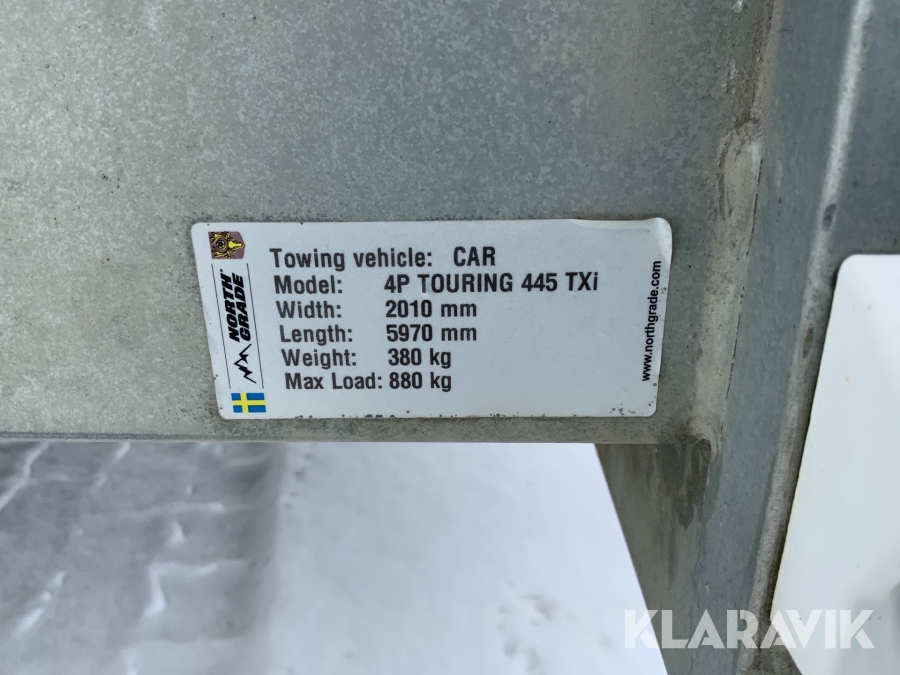 NORTH
GRADE
Towing vehicle: CAR
Model: 4P TOURING 445 TXi
Width: 2010 mm
Length: 5970 mm
Weight: 380 kg
Max Load: 880 kg
www.northgrade.com
KLARAVIK